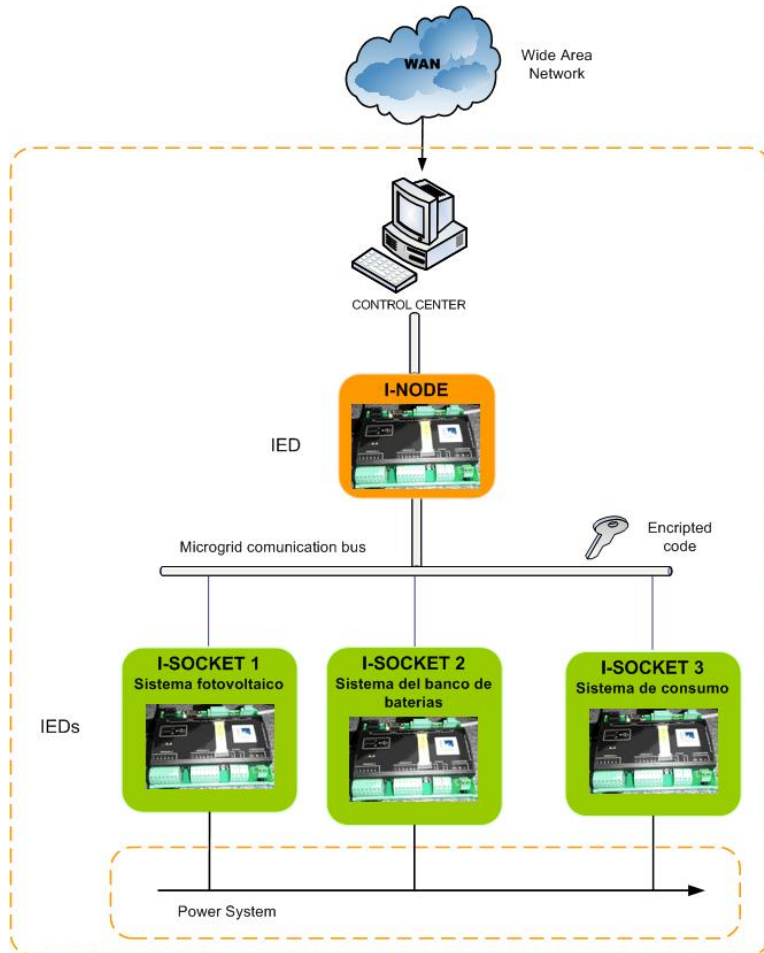 WAN
Wide Area
Network
CONTROL CENTER
I-NODE
IED
Microgrid comunication bus
Encripted
code
I-SOCKET 1
Sistema fotovoltaico
I-SOCKET 2
Sistema del banco de
baterias
I-SOCKET 3
Sistema de consumo
IEDs
Power System